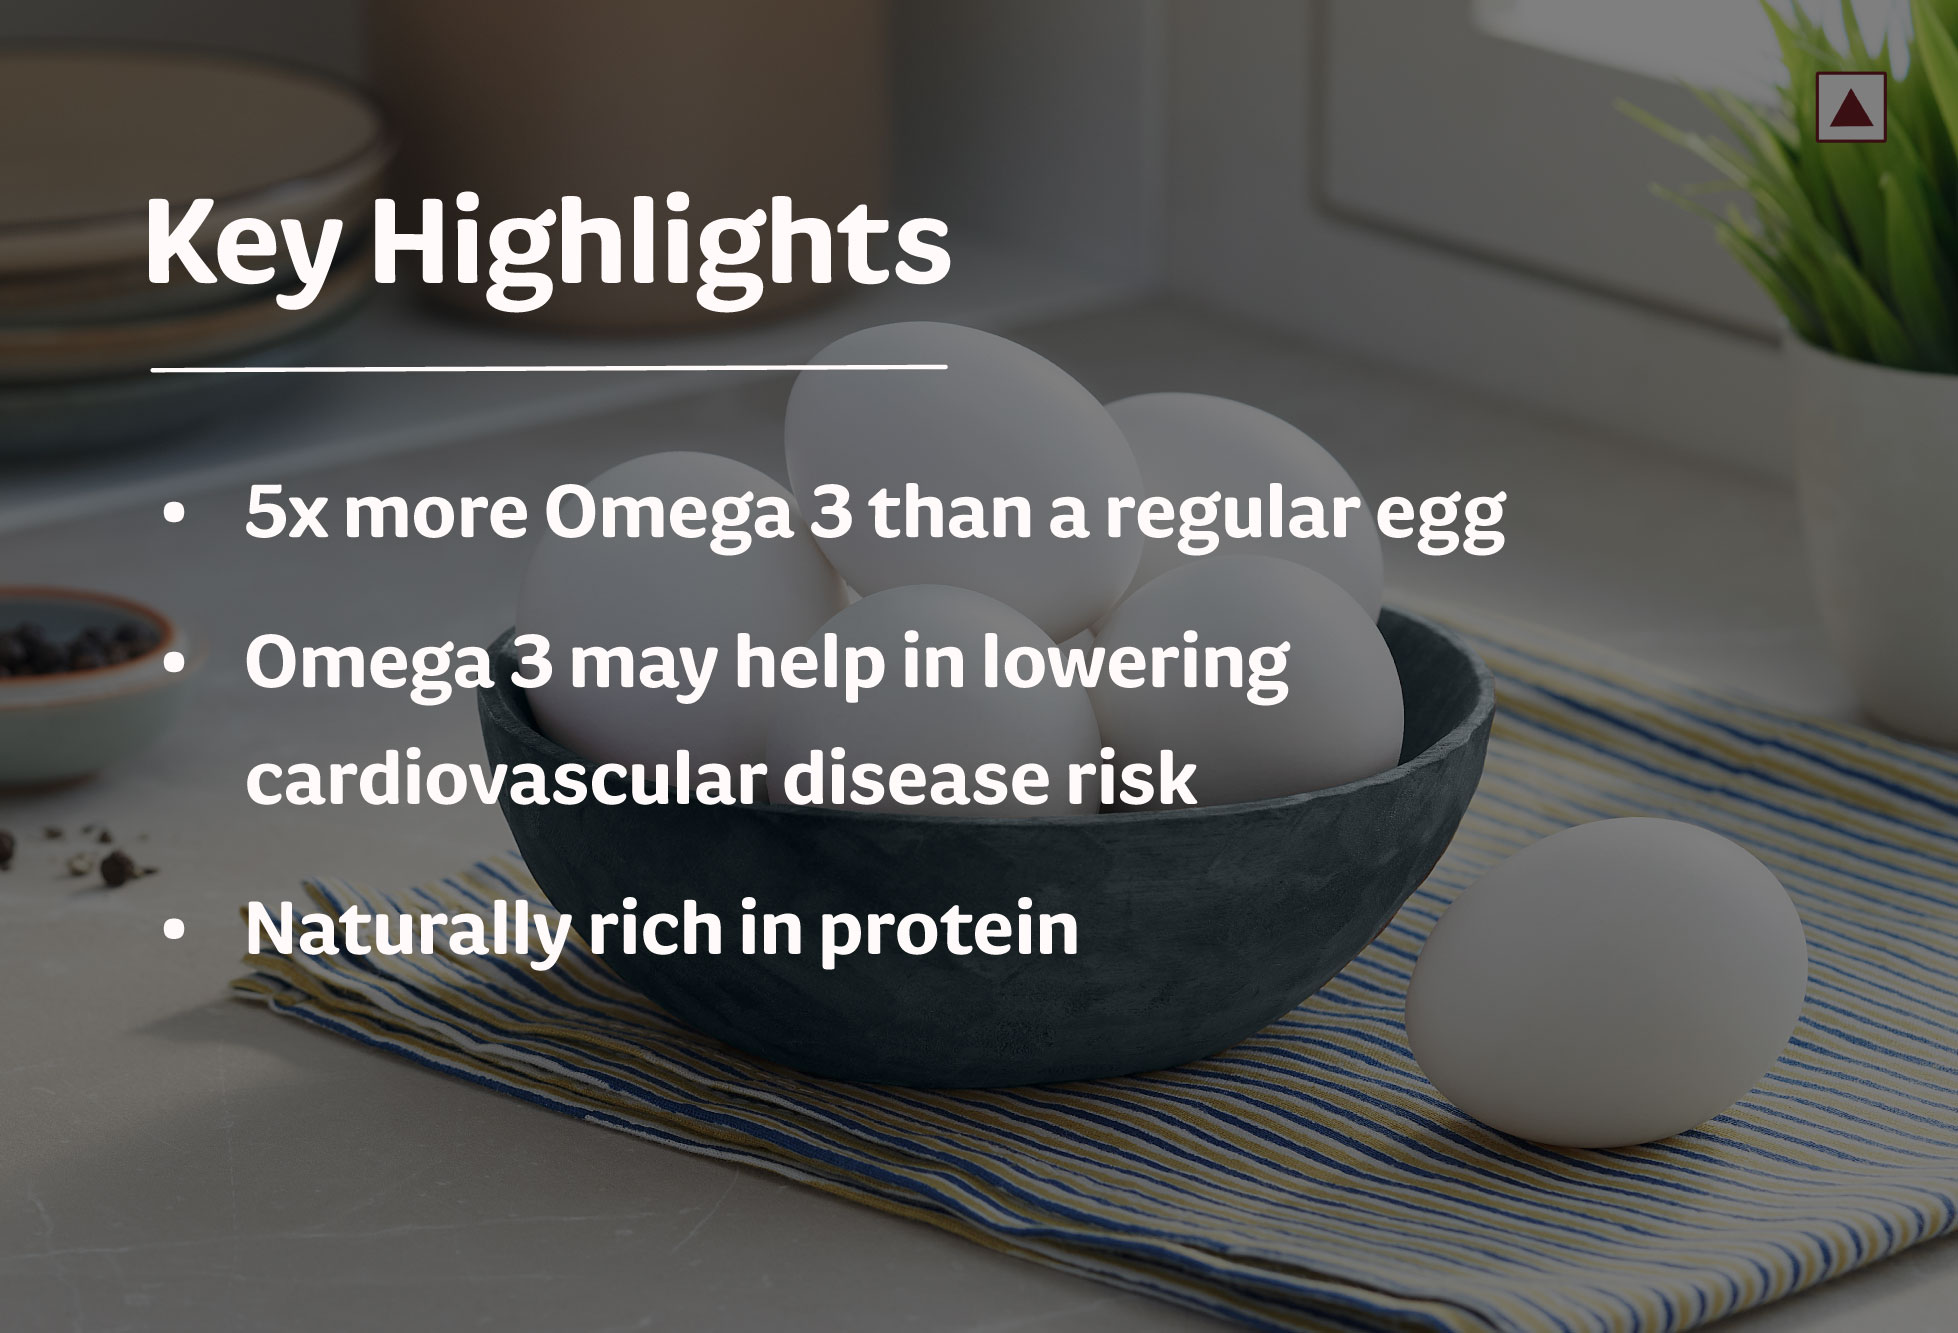 Key Highlights
• 5x more Omega 3 than a regular egg
• Omega 3 may help in lowering
cardiovascular disease risk
• Naturally rich in protein